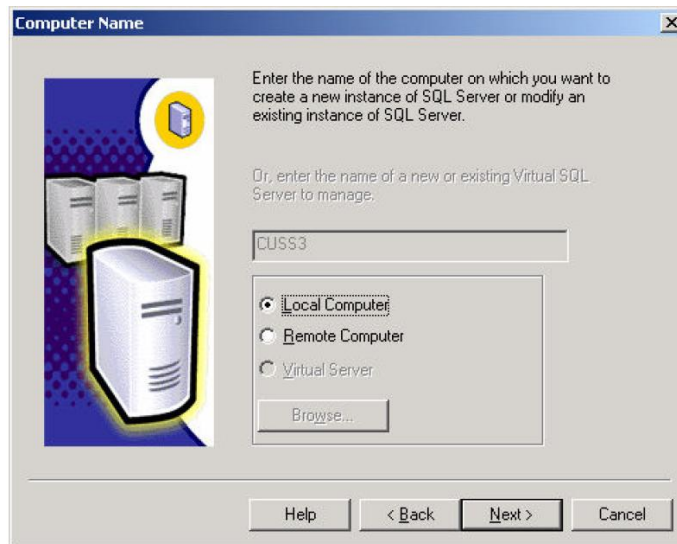 Computer Name
Enter the name of the computer on which you want to
create a new instance of SQL Server or modify an
existing instance of SQL Server.
Or, enter the name of a new or existing Virtual SQL
Server to manage.
CUSS3
Local Computer
Remote Computer
Virtual Server
Browse...
Help
< Back
Next >
Cancel